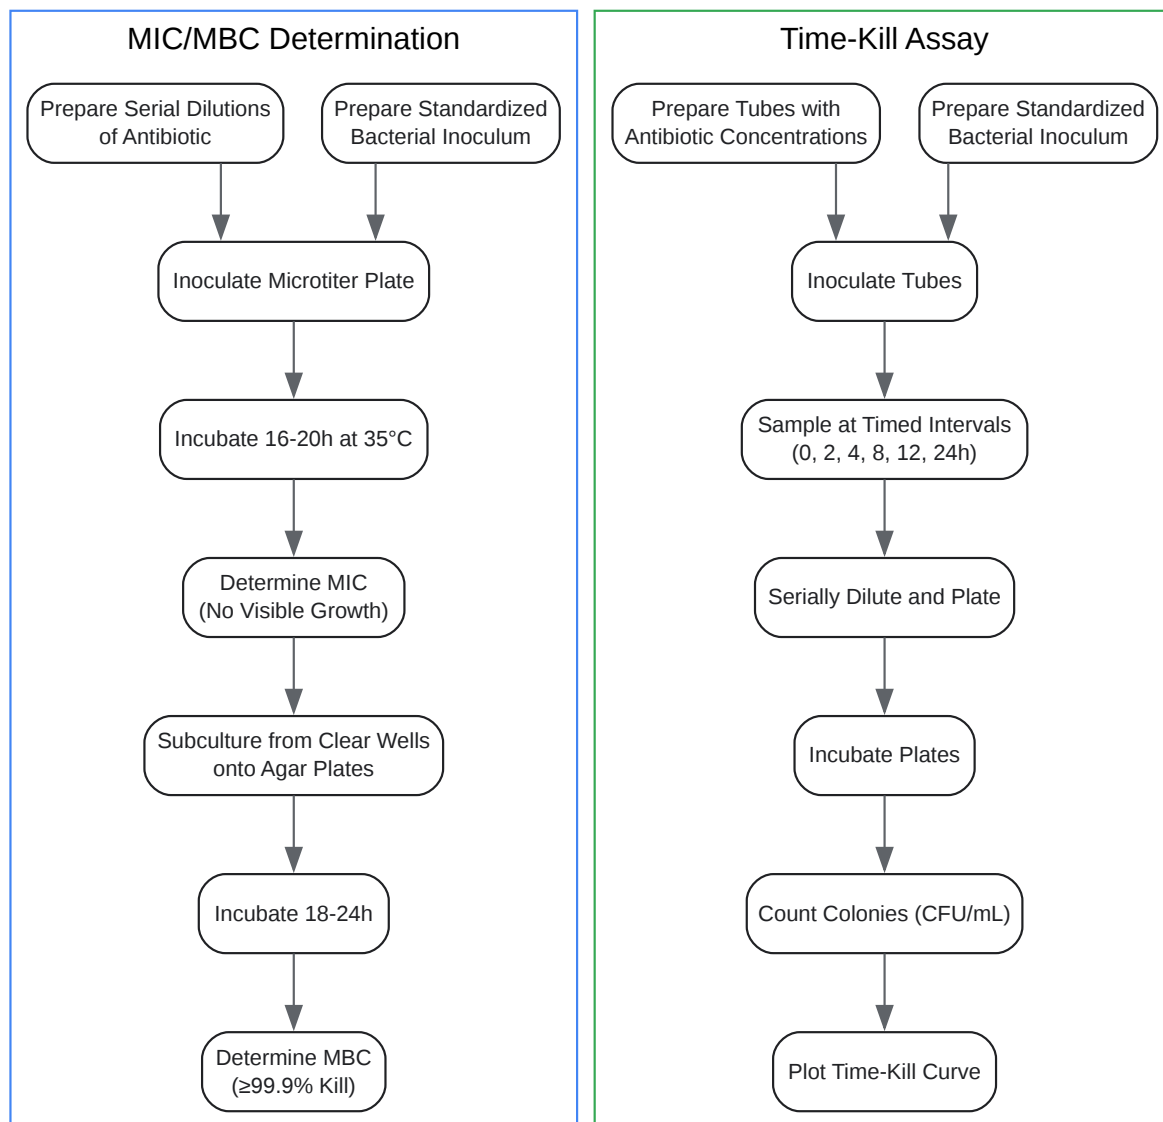 MIC/MBC Determination
Prepare Serial Dilutions
of Antibiotic
Prepare Standardized
Bacterial Inoculum
Inoculate Microtiter Plate
Incubate 16-20h at 35°C
Determine MIC
(No Visible Growth)
Subculture from Clear Wells
onto Agar Plates
Incubate 18-24h
Determine MBC
(≥99.9% Kill)
Time-Kill Assay
Prepare Tubes with
Antibiotic Concentrations
Prepare Standardized
Bacterial Inoculum
Inoculate Tubes
Sample at Timed Intervals
(0, 2, 4, 8, 12, 24h)
Serially Dilute and Plate
Incubate Plates
Count Colonies (CFU/mL)
Plot Time-Kill Curve